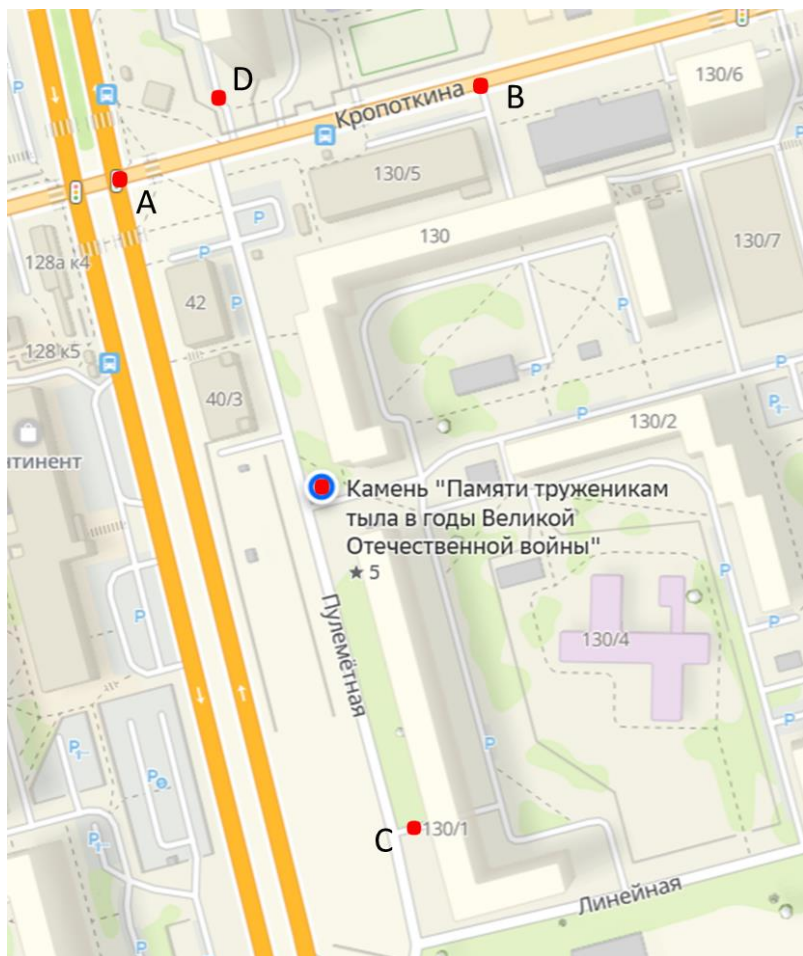 P
D
130/6
Кропоткина
B
A
130/5
P
P
P
128а к4
130
130/7
42
P
P
128 к5
40/3
P
P
130/2
P
P
нтинент
Камень "Памяти труженикам
тыла в годы Великой
Отечественной войны"
★ 5
P
Пулемётная
P
130/4
P
P
P
P
P
P
C
130/1
Линейная
P
P